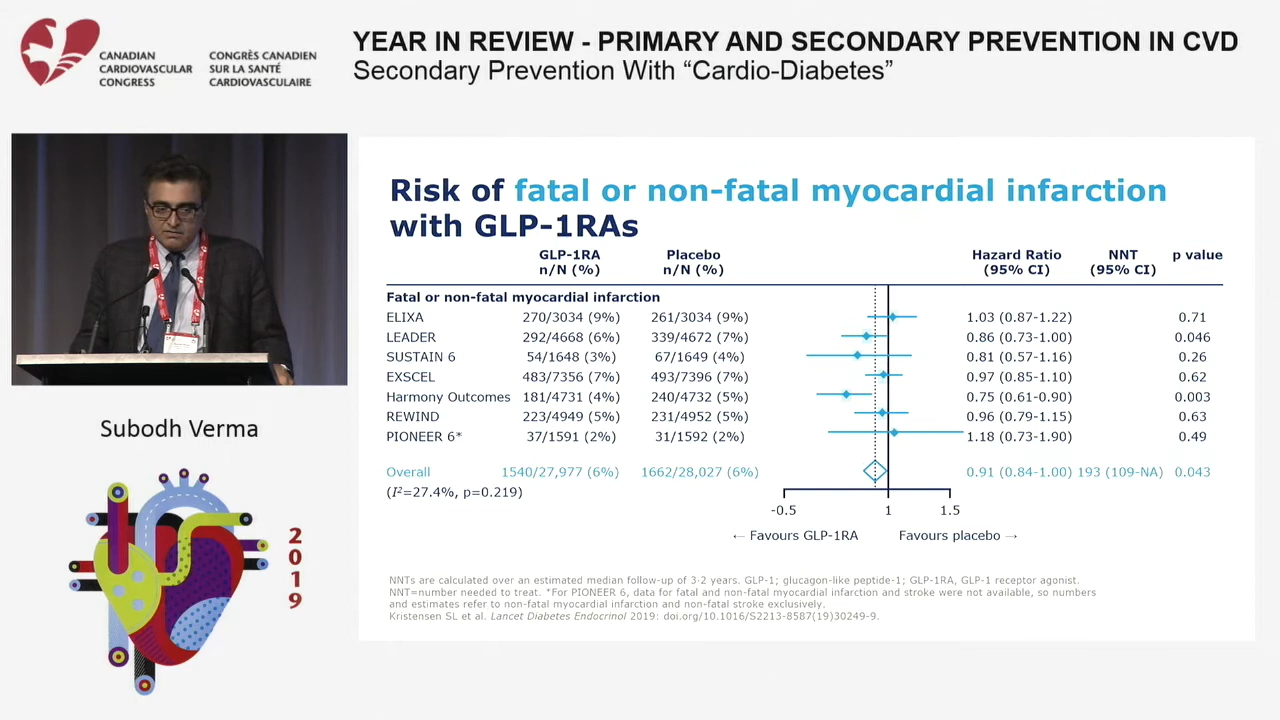 CANADIAN
CARDIOVASCULAR
CONGRESS
CONGRÈS CANADIEN
SUR LA SANTÉ
CARDIOVASCULAIRE
YEAR IN REVIEW - PRIMARY AND SECONDARY PREVENTION IN CVD
Secondary Prevention With “Cardio-Diabetes”
Subodh Verma
2019
Risk of fatal or non-fatal myocardial infarction
with GLP-1RAs
GLP-1RA Placebo Hazard Ratio NNT p value
n/N (%) n/N (%) (95% CI) (95% CI)
Fatal or non-fatal myocardial infarction
ELIXA 270/3034 (9%) 261/3034 (9%) 1.03 (0.87-1.22) 0.71
LEADER 292/4668 (6%) 339/4672 (7%) 0.86 (0.73-1.00) 0.046
SUSTAIN 6 54/1648 (3%) 67/1649 (4%) 0.81 (0.57-1.16) 0.26
EXSCEL 483/7356 (7%) 493/7396 (7%) 0.97 (0.85-1.10) 0.62
Harmony Outcomes 181/4731 (4%) 240/4732 (5%) 0.75 (0.61-0.90) 0.003
REWIND 223/4949 (5%) 231/4952 (5%) 0.96 (0.79-1.15) 0.63
PIONEER 6* 37/1591 (2%) 31/1592 (2%) 1.18 (0.73-1.90) 0.49
Overall 1540/27,977 (6%) 1662/28,027 (6%) 0.91 (0.84-1.00) 193 (109-NA) 0.043
(I²=27.4%, p=0.219)
-0.5 1 1.5
← Favours GLP-1RA Favours placebo →
NNTs are calculated over an estimated median follow-up of 3·2 years. GLP-1; glucagen-like peptide-1; GLP-1RA, GLP-1 receptor agonist.
NNT=number needed to treat. *For PIONEER 6, data for fatal and non-fatal myocardial infarction and stroke were not available, so numbers
and estimates refer to non-fatal myocardial infarction and non-fatal stroke exclusively.
Kristensen SL et al. Lancet Diabetes Endocrinol 2019: doi.org/10.1016/S2213-8587(19)30249-9.